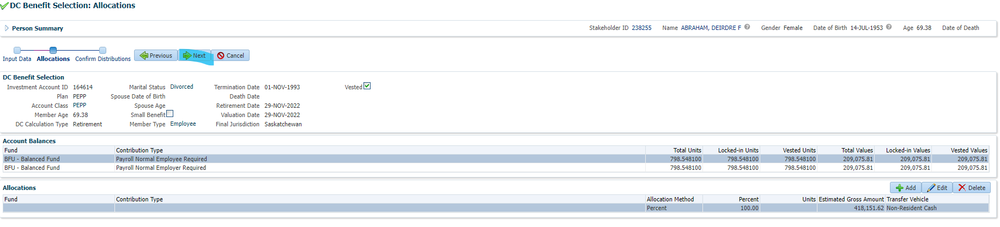 DC Benefit Selection: Allocations
Person Summary Stakeholder ID 238255 Name ABRAHAM, DEIRDRE F Gender Female Date of Birth 14-JUL-1953 Age 69.38 Date of Death
Input Data Allocations Confirm Distributions Previous Next Cancel
DC Benefit Selection
Investment Account ID 164614 Marital Status Divorced Termination Date 01-NOV-1993 Vested
Plan PEPP Spouse Date of Birth Death Date
Account Class PEPP Spouse Age Retirement Date 29-NOV-2022
Member Age 69.38 Small Benefit Valuation Date 29-NOV-2022
DC Calculation Type Retirement Member Type Employee Final Jurisdiction Saskatchewan
Account Balances
Fund Contribution Type Total Units Locked-in Units Vested Units Total Values Locked-in Values Vested Values
BFU - Balanced Fund Payroll Normal Employee Required 798.548100 798.548100 798.548100 209,075.81 209,075.81 209,075.81
BFU - Balanced Fund Payroll Normal Employer Required 798.548100 798.548100 798.548100 209,075.81 209,075.81 209,075.81
Allocations Add Edit Delete
Fund Contribution Type Allocation Method Percent Units Estimated Gross Amount Transfer Vehicle
Percent 100.00 418,151.62 Non-Resident Cash